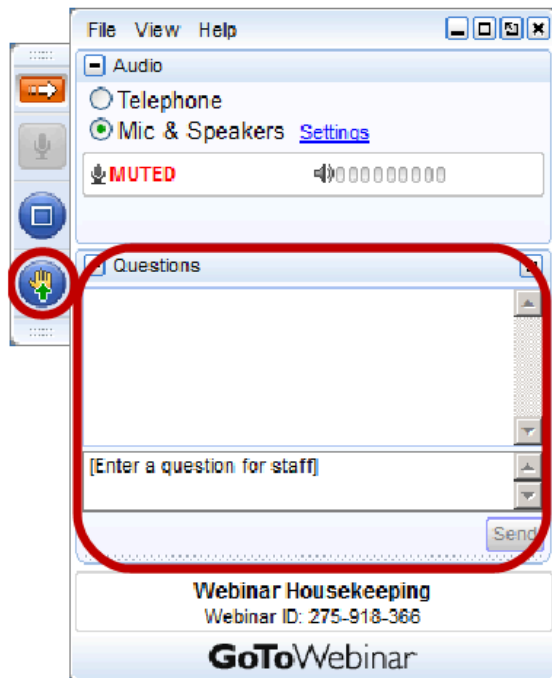 File View Help
Audio
Telephone
Mic & Speakers Settings
MUTED 000000000
Questions
[Enter a question for staff]
Send
Webinar Housekeeping
Webinar ID: 275-918-366
GoToWebinar